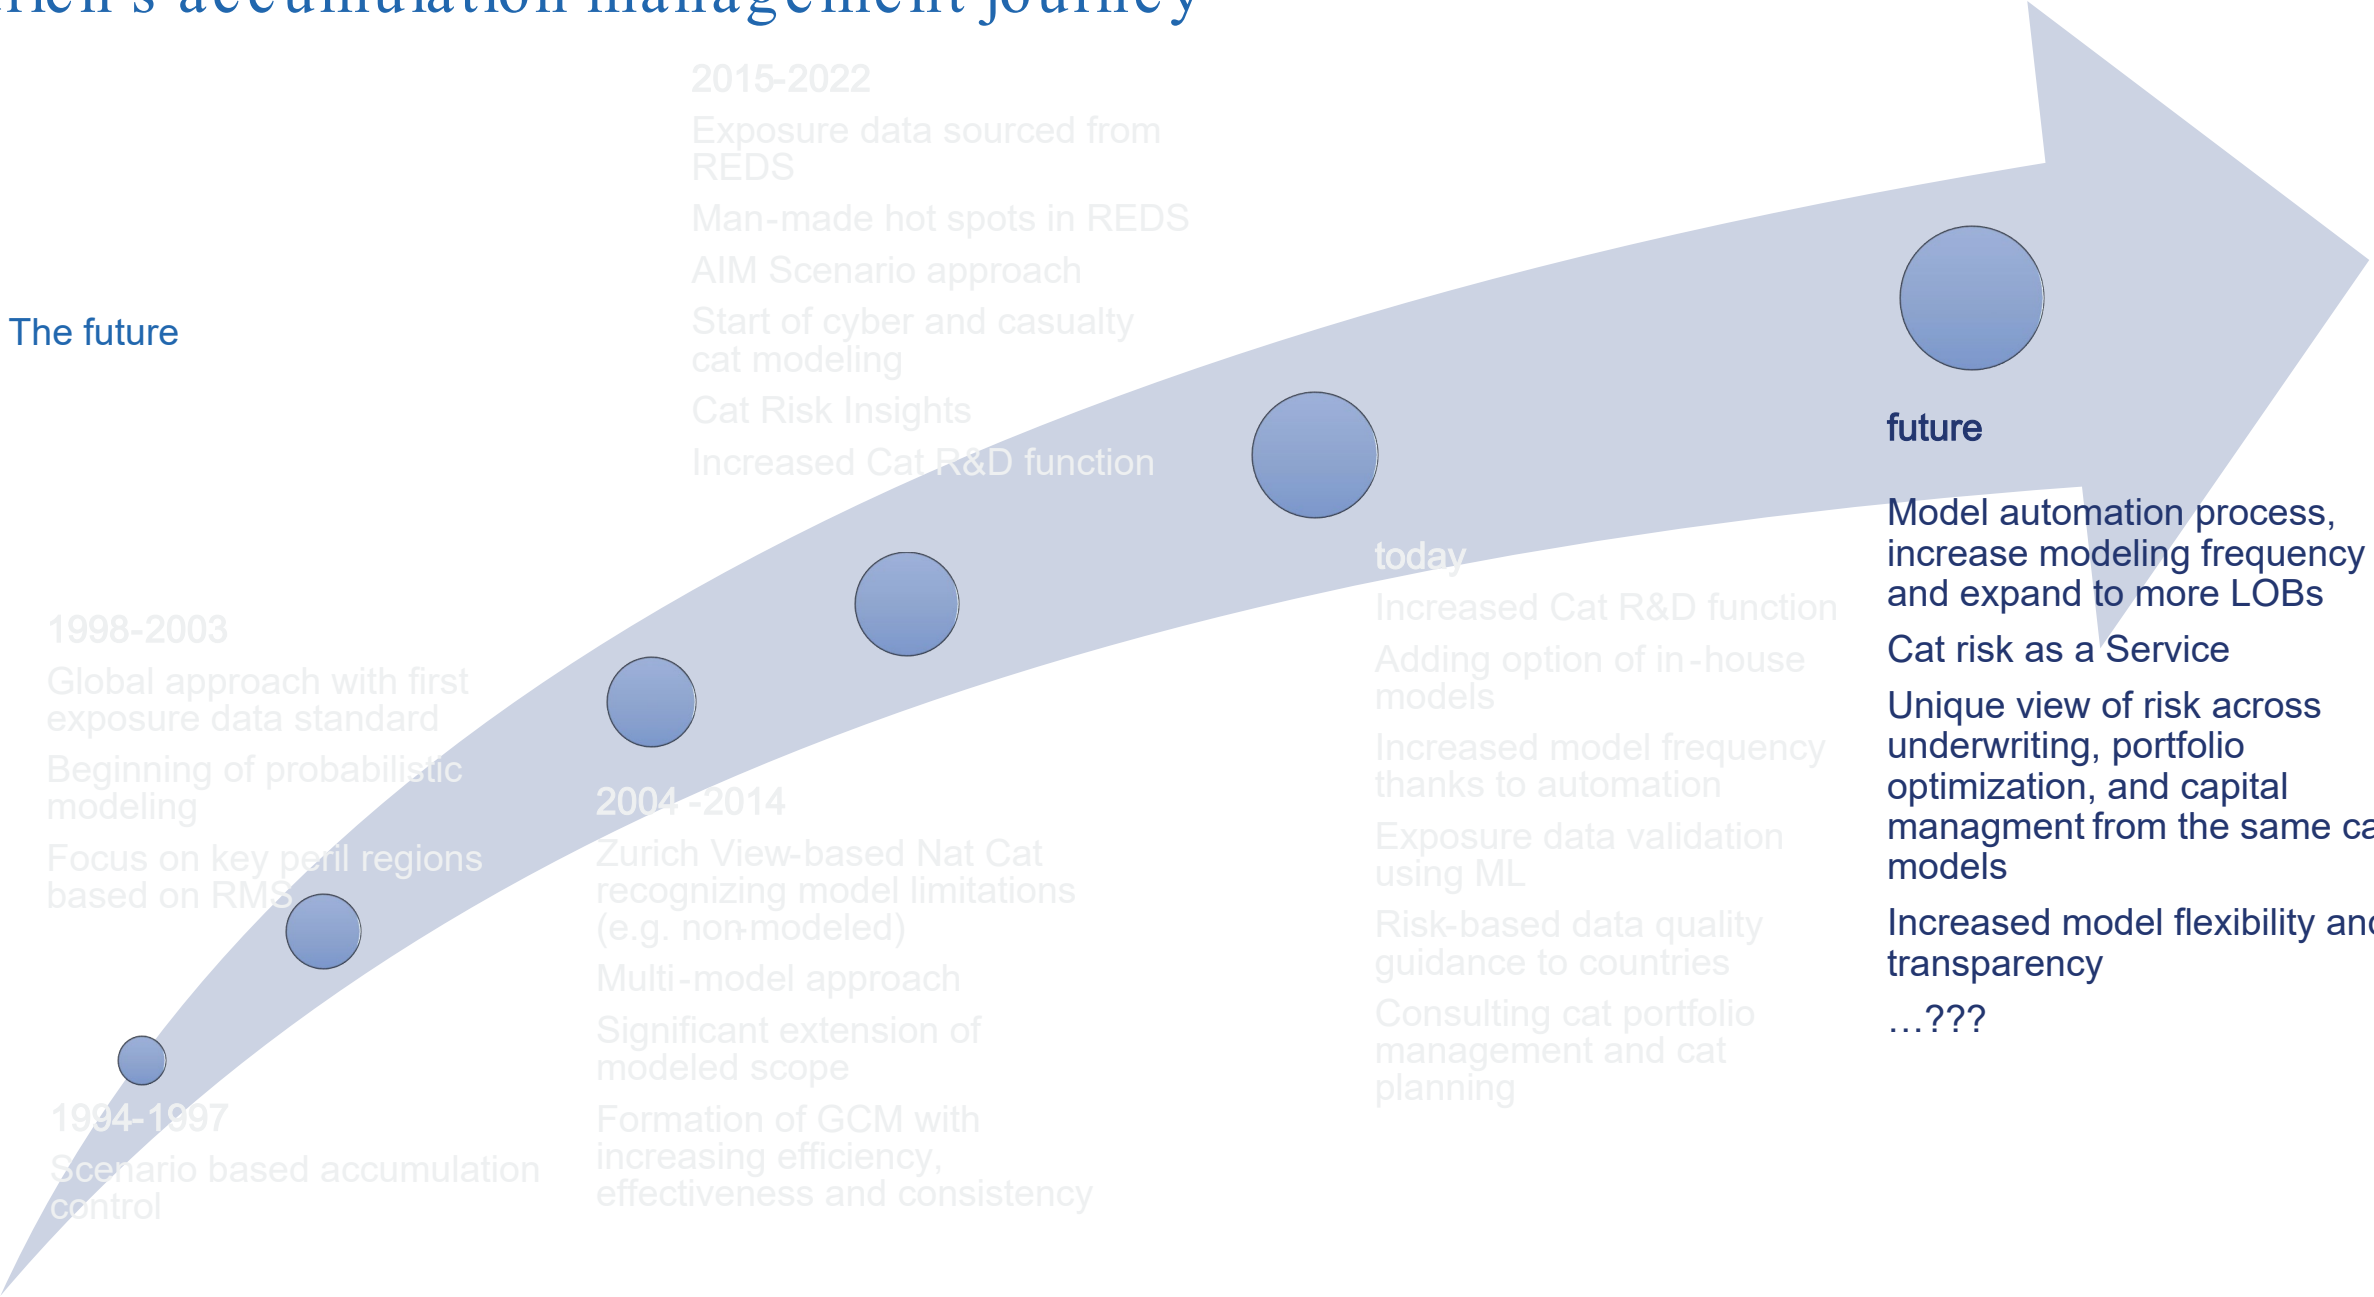 's accumulation management journey
2015-2022
Exposure data sourced from
REDS
Man-made hot spots in REDS
AIM Scenario approach
Start of cyber and casualty
cat modeling
Cat Risk Insights
Increased Cat R&D function
The future
1998-2003
Global approach with first
exposure data standard
Beginning of probabilistic
modeling
Focus on key peril regions
based on RMS
1994-1997
Scenario based accumulation
control
2004 -2014
Zurich View-based Nat Cat
recognizing model limitations
(e.g. non-modeled)
Multi-model approach
Significant extension of
modeled scope
Formation of GCM with
increasing efficiency,
effectiveness and consistency
today
Increased Cat R&D function
Adding option of in-house
models
Increased model frequency
thanks to automation
Exposure data validation
using ML
Risk-based data quality
guidance to countries
Consulting cat portfolio
management and cat
planning
future
Model automation process,
increase modeling frequency
and expand to more LOBs
Cat risk as a Service
Unique view of risk across
underwriting, portfolio
optimization, and capital
managment from the same
models
Increased model flexibility
transparency
…???